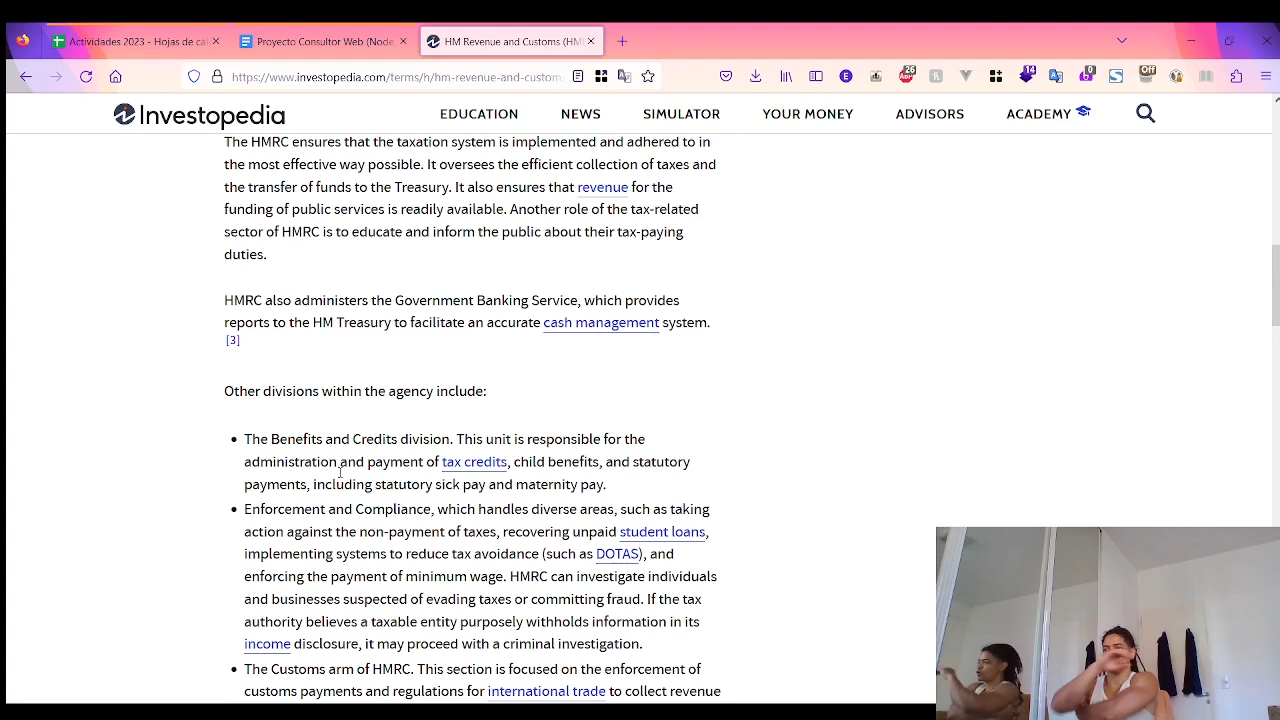 Actividades 2023 - Hojas de cál
Proyecto Consultor Web (Node,
HM Revenue and Customs (HMR
https://www.investopedia.com/terms/h/hm-revenue-and-custom
E
26
14
0
Off
Investopedia
EDUCATION
NEWS
SIMULATOR
YOUR MONEY
ADVISORS
ACADEMY
The HMRC ensures that the taxation system is implemented and adhered to in
the most effective way possible. It oversees the efficient collection of taxes and
the transfer of funds to the Treasury. It also ensures that revenue for the
funding of public services is readily available. Another role of the tax-related
sector of HMRC is to educate and inform the public about their tax-paying
duties.
HMRC also administers the Government Banking Service, which provides
reports to the HM Treasury to facilitate an accurate cash management system.
[3]
Other divisions within the agency include:
The Benefits and Credits division. This unit is responsible for the
administration and payment of tax credits, child benefits, and statutory
payments, including statutory sick pay and maternity pay.
Enforcement and Compliance, which handles diverse areas, such as taking
action against the non-payment of taxes, recovering unpaid student loans,
implementing systems to reduce tax avoidance (such as DOTAS), and
enforcing the payment of minimum wage. HMRC can investigate individuals
and businesses suspected of evading taxes or committing fraud. If the tax
authority believes a taxable entity purposely withholds information in its
income disclosure, it may proceed with a criminal investigation.
The Customs arm of HMRC. This section is focused on the enforcement of
customs payments and regulations for international trade to collect revenue